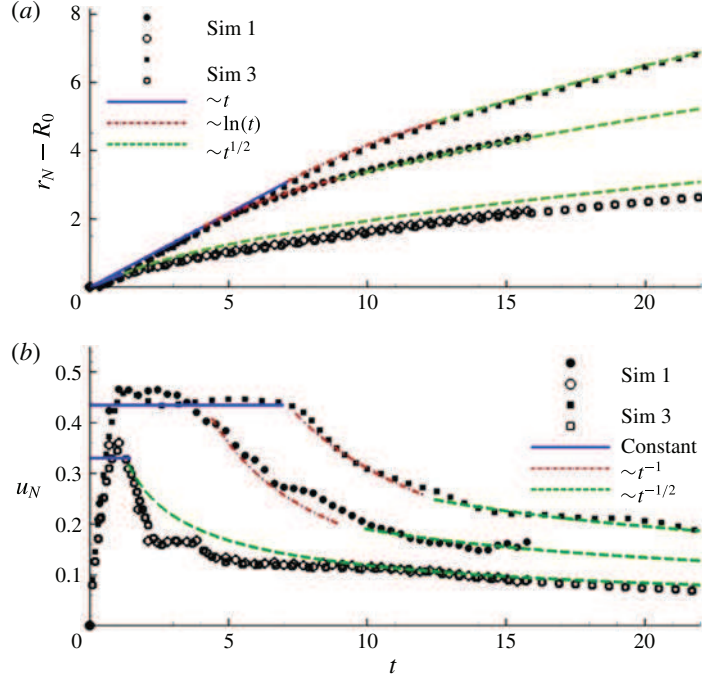 (a)
8
6
4
2
0
r_N − R_0
Sim 1
Sim 3
~t
~ln(t)
~t^{1/2}
5
10
15
20
(b)
0.5
0.4
0.3
0.2
0.1
0
u_N
Sim 1
Sim 3
Constant
~t^{−1}
~t^{−1/2}
5
10
15
20
t